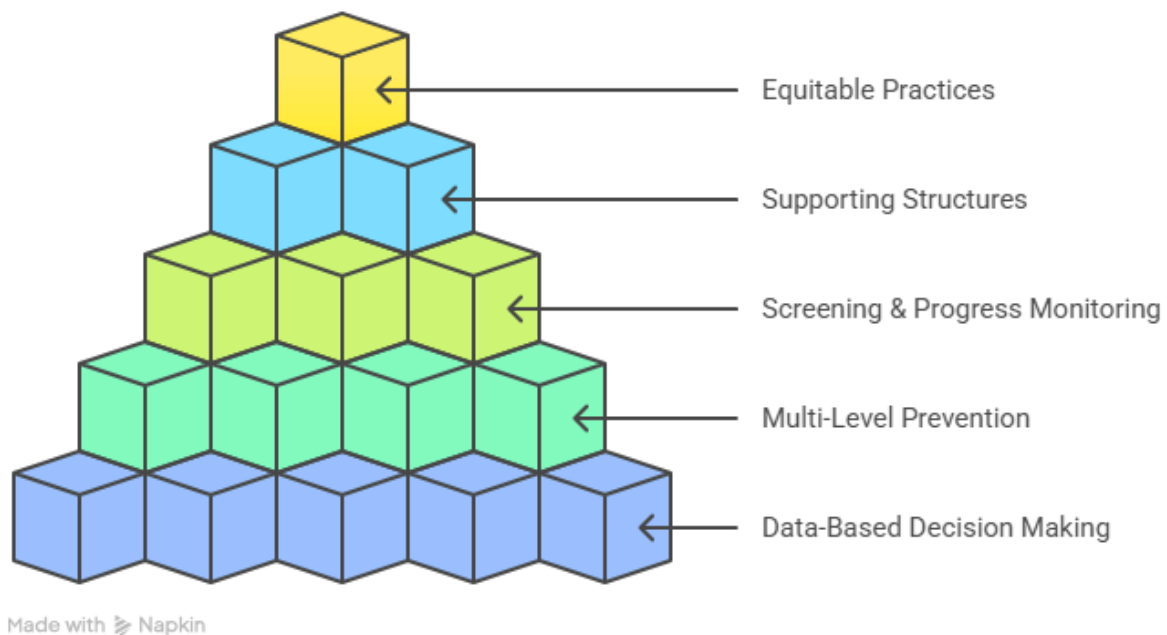 Equitable Practices
Supporting Structures
Screening & Progress Monitoring
Multi-Level Prevention
Data-Based Decision Making
Made with Napkin